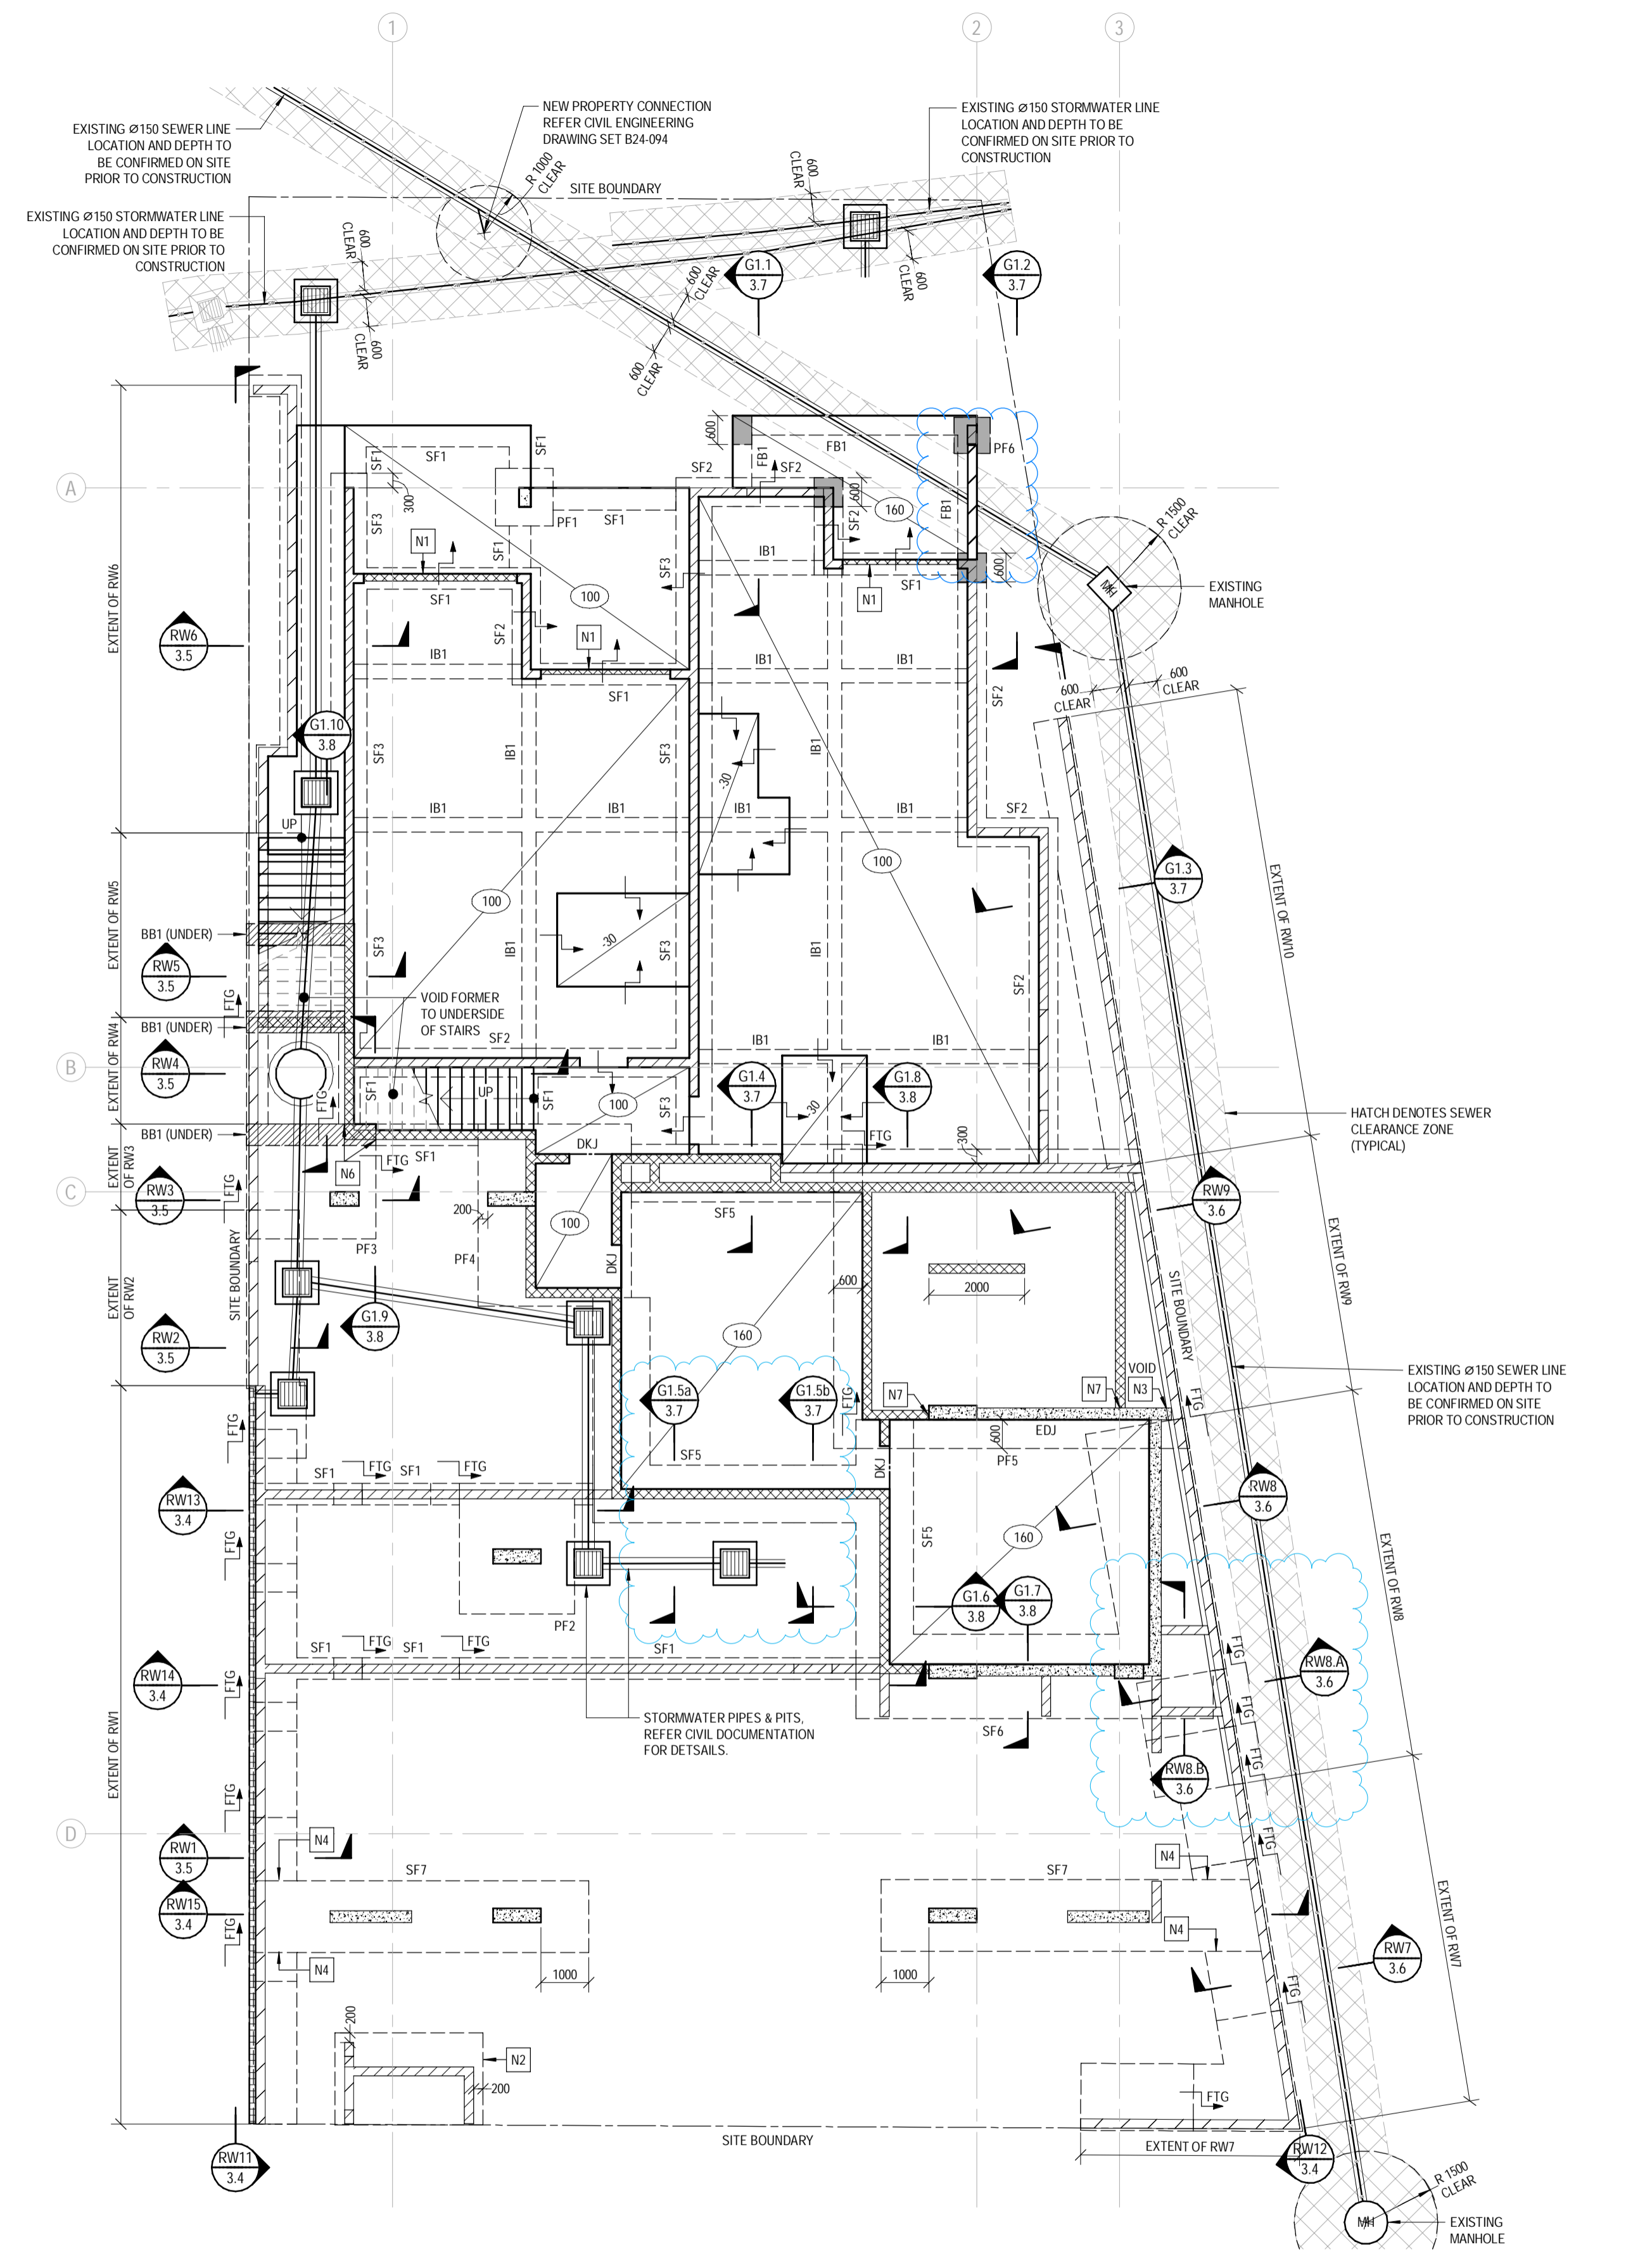 1
2
3
NEW PROPERTY CONNECTION
REFER CIVIL ENGINEERING
DRAWING SET B24-094
EXISTING Ø150 STORMWATER LINE
LOCATION AND DEPTH TO BE
CONFIRMED ON SITE PRIOR TO
CONSTRUCTION
EXISTING Ø150 SEWER LINE
LOCATION AND DEPTH TO
BE CONFIRMED ON SITE
PRIOR TO CONSTRUCTION
R 1000
CLEAR
600
CLEAR
SITE BOUNDARY
EXISTING Ø150 STORMWATER LINE
LOCATION AND DEPTH TO BE
CONFIRMED ON SITE PRIOR TO
CONSTRUCTION
600
CLEAR
600
CLEAR
600
CLEAR
G1.1
3.7
G1.2
3.7
600
CLEAR
600
CLEAR
SF1
SF1
SF1
600
FB1
FB1
PF6
SF2
SF2
A
300
SF3
PF1
SF1
600
SF2
160
FB1
R 1500
CLEAR
N1
SF1
SF3
IB1
600
SF1
N1
SF1
100
EXISTING
MANHOLE
MH
EXTENT OF RW6
RW6
3.5
SF2
N1
IB1
IB1
IB1
SF1
SF2
600
CLEAR
600
CLEAR
G1.10
3.8
SF3
IB1
SF3
IB1
-30
IB1
IB1
IB1
IB1
SF2
UP
100
G1.3
3.7
EXTENT OF RW10
100
EXTENT OF RW5
BB1 (UNDER)
RW5
3.5
SF3
IB1
-30
SF3
IB1
SF2
FTG
VOID FORMER
TO UNDERSIDE
OF STAIRS
BB1 (UNDER)
EXTENT OF RW4
SF2
IB1
IB1
B
RW4
3.5
G1.4
3.7
G1.8
3.8
SF1
UP
SF1
100
SF3
-30
FTG
HATCH DENOTES SEWER
CLEARANCE ZONE
(TYPICAL)
BB1 (UNDER)
DKJ
FTG
300
EXTENT
OF RW3
N6
FTG
SF1
C
RW3
3.5
FTG
200
100
SF5
RW9
3.6
PF3
PF4
DKJ
EXTENT OF RW9
EXTENT
OF RW2
SITE BOUNDARY
600
2000
SITE BOUNDARY
G1.9
3.8
160
RW2
3.5
VOID
EXISTING Ø150 SEWER LINE
LOCATION AND DEPTH TO
BE CONFIRMED ON SITE
PRIOR TO CONSTRUCTION
G1.5a
3.7
G1.5b
3.7
FTG
N7
N7
N3
FTG
FTG
EDJ
600
PF5
SF5
DKJ
SF1
FTG
SF1
FTG
RW13
3.4
RW8
3.6
FTG
SF5
160
EXTENT OF RW8
G1.6
3.8
G1.7
3.8
PF2
SF1
FTG
SF1
FTG
SF1
FTG
RW14
3.4
FTG
RW8.A
3.6
FTG
STORMWATER PIPES & PITS,
REFER CIVIL DOCUMENTATION
FOR DETSAILS.
SF6
EXTENT OF RW1
FTG
RW8.B
3.6
FTG
D
RW1
3.5
N4
SF7
SF7
N4
FTG
RW15
3.4
FTG
N4
EXTENT OF RW7
N4
1000
1000
RW7
3.6
FTG
200
N2
200
FTG
SITE BOUNDARY
EXTENT OF RW7
RW11
3.4
RW12
3.4
R 1500
CLEAR
MH
EXISTING
MANHOLE